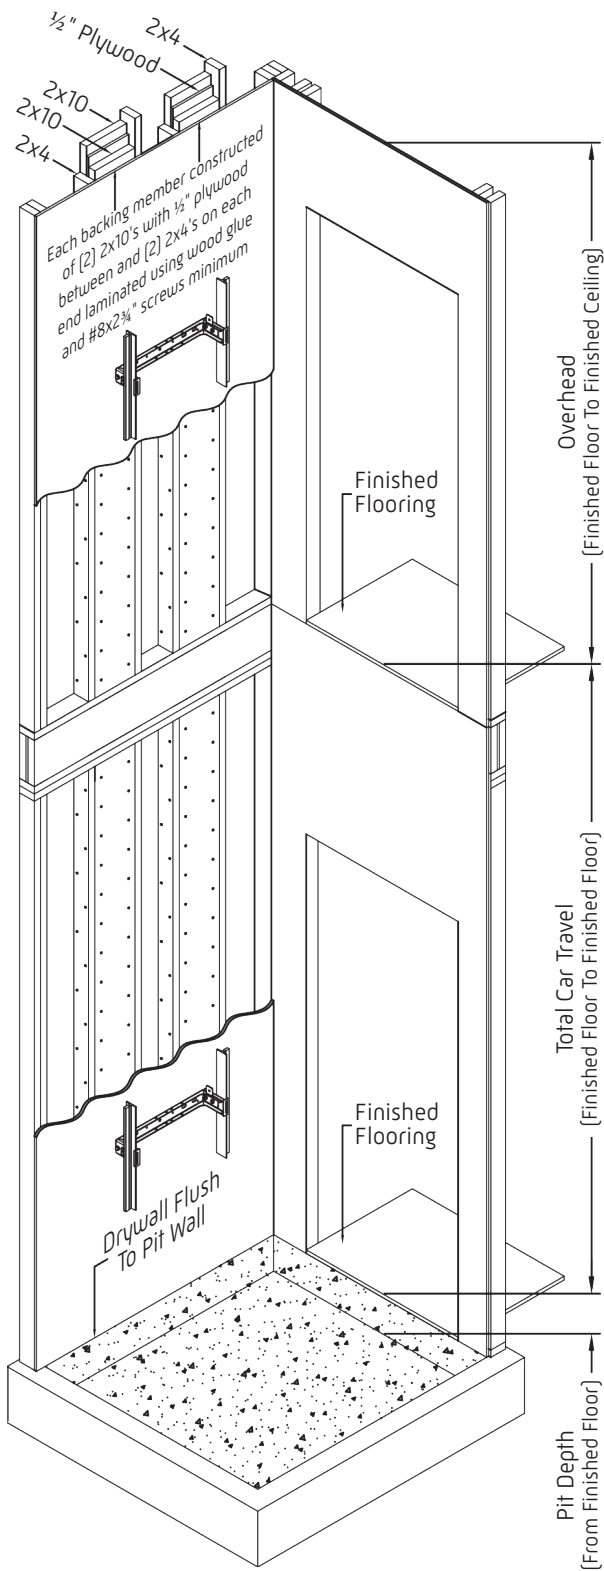 2x4
½" Plywood
2x10
2x10
2x4
Each backing member constructed
of (2) 2x10's with ½" plywood
between and (2) 2x4's on each
end laminated using wood glue
and #8x2¾" screws minimum
Overhead
(Finished Floor To Finished Ceiling)
Finished
Flooring
Total Car Travel
(Finished Floor To Finished Floor)
Finished
Flooring
Drywall Flush
To Pit Wall
Pit Depth
(From Finished Floor)